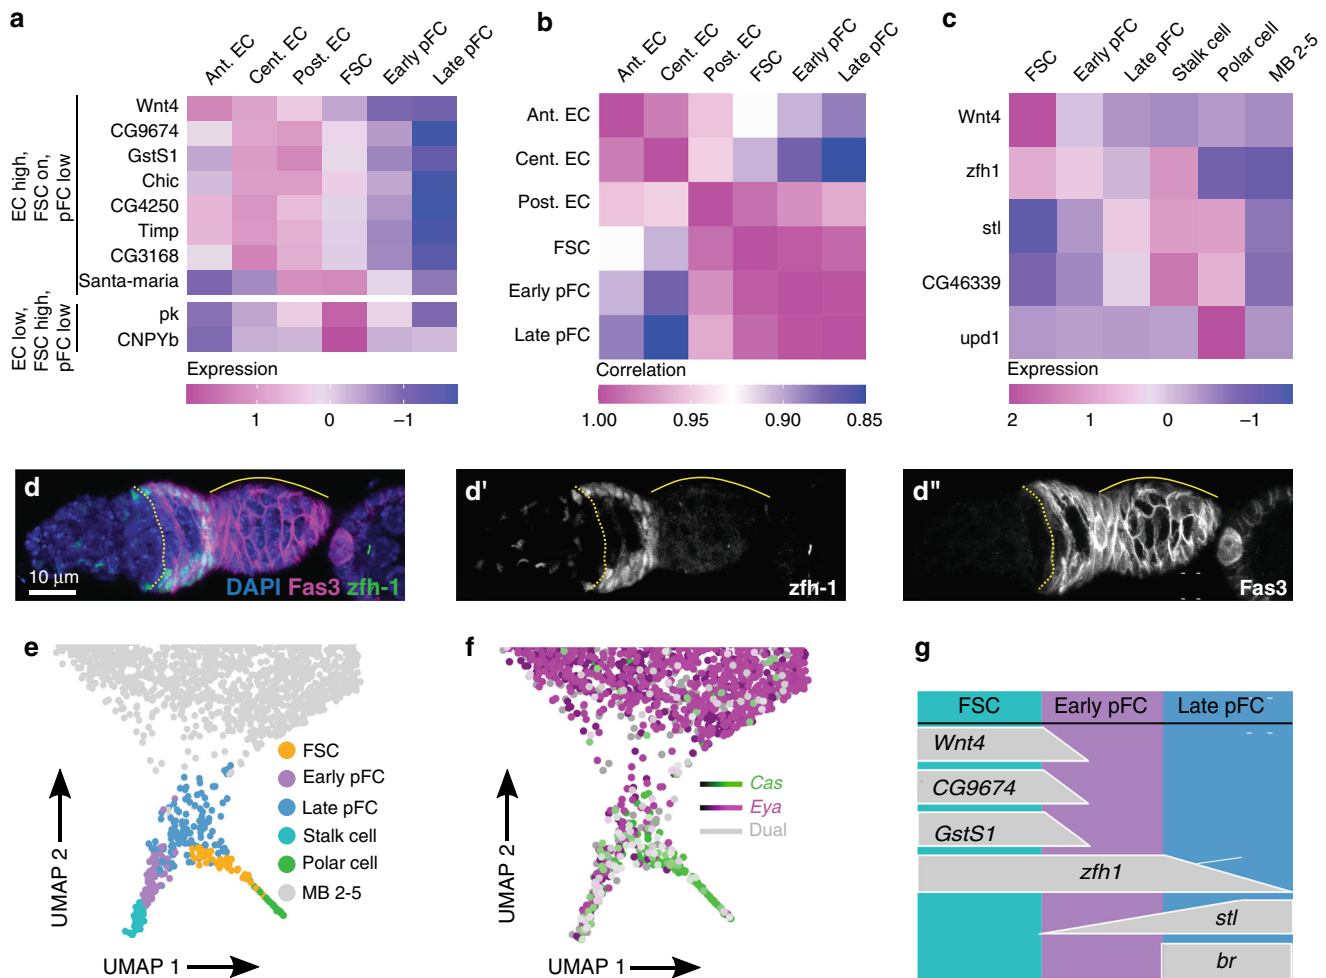 a
Ant. EC
Cent. EC
Post. EC
FSC
Early pFC
Late pFC
EC high,
FSC on,
pFC low
Wnt4
CG9674
GstS1
Chic
CG4250
Timp
CG3168
Santa-maria
EC low,
FSC high,
pFC low
pk
CNPYb
Expression
1 0 −1
b
Ant. EC
Cent. EC
Post. EC
FSC
Early pFC
Late pFC
Ant. EC
Cent. EC
Post. EC
FSC
Early pFC
Late pFC
Correlation
1.00 0.95 0.90 0.85
c
FSC
Early pFC
Late pFC
Stalk cell
Polar cell
MB 2-5
Wnt4
zfh1
stl
CG46339
upd1
Expression
2 1 0 −1
d
10 µm
DAPI Fas3 zfh-1
d'
zfh-1
d"
Fas3
e
FSC
Early pFC
Late pFC
Stalk cell
Polar cell
MB 2-5
UMAP 2
UMAP 1
f
Cas
Eya
Dual
UMAP 2
UMAP 1
g
FSC Early pFC Late pFC
Wnt4
CG9674
GstS1
zfh1
stl
br